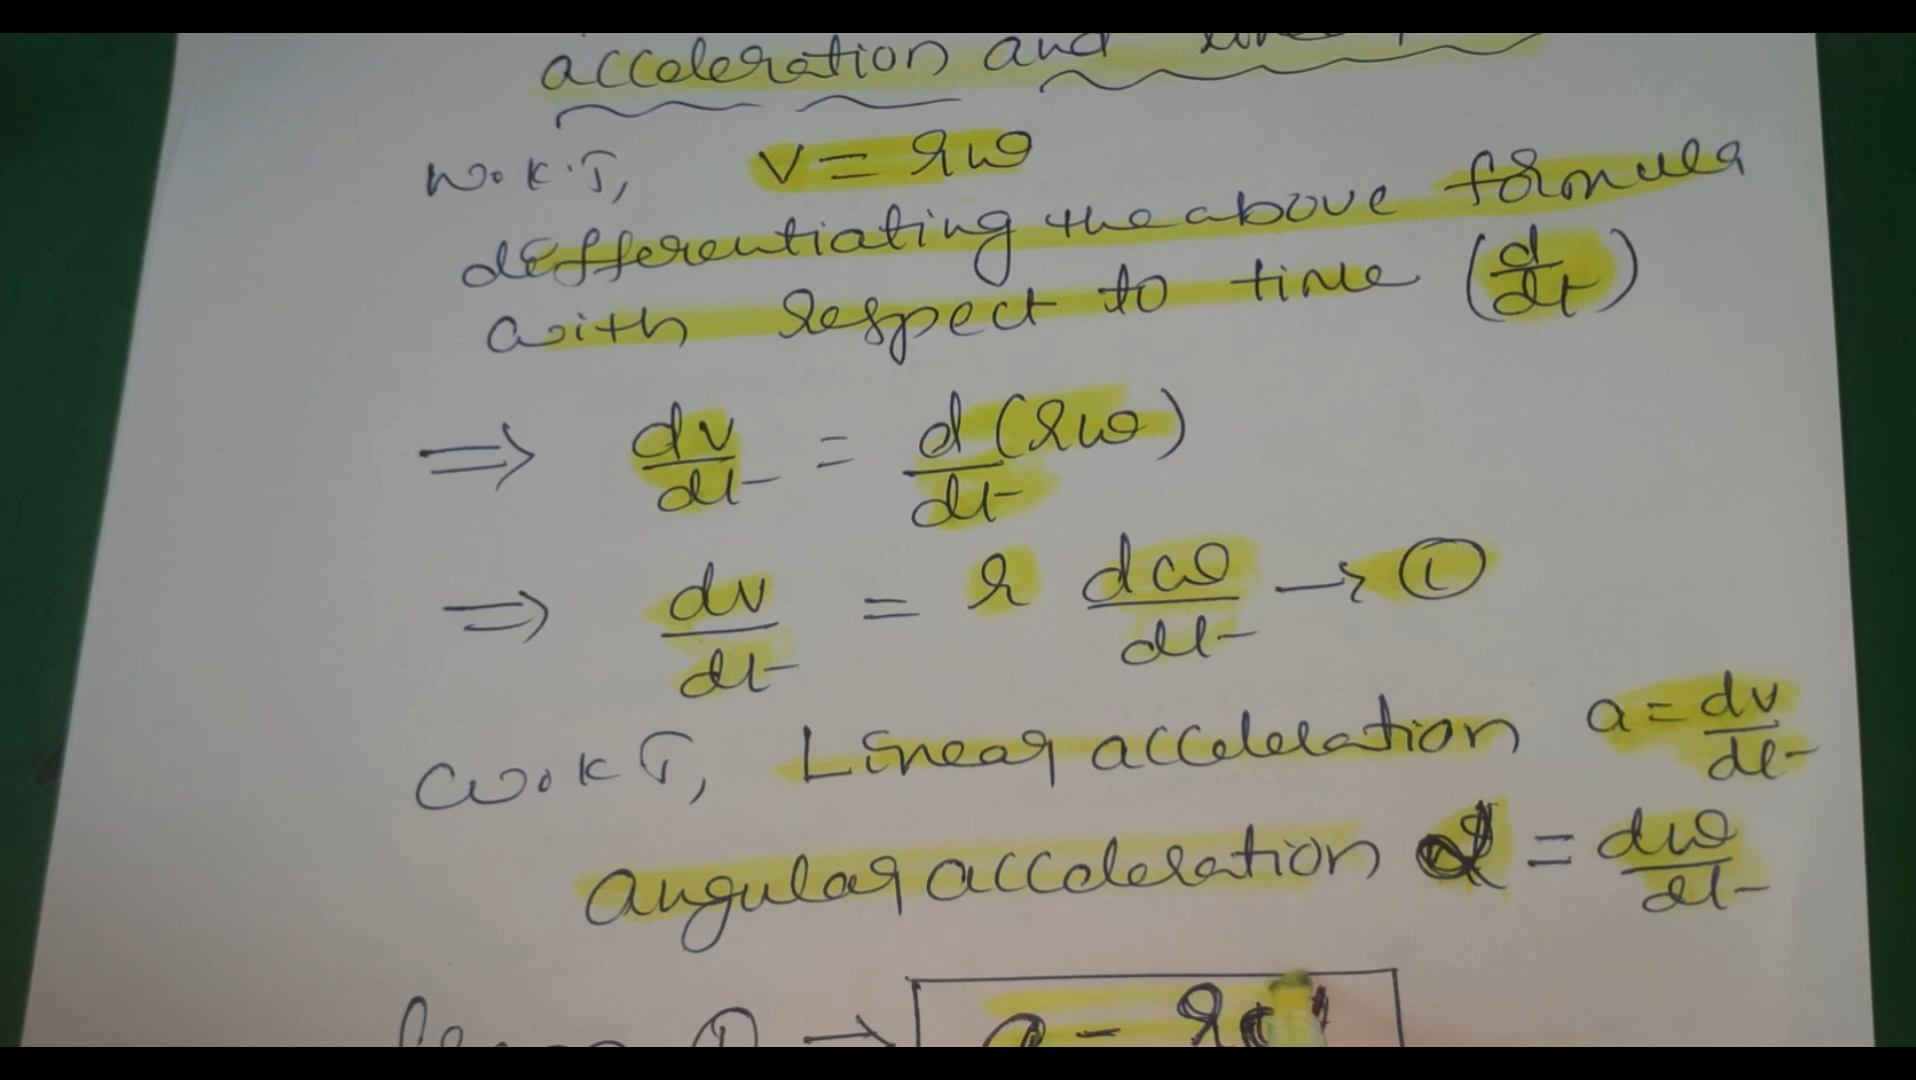 acceleration and
W.K.T, v = rω
differentiating the above formula
with respect to time (d/dt)
⟹ dv/dt = d/dt (rω)
⟹ dv/dt = r dω/dt → ①
W.K.T, Linear acceleration a = dv/dt
angular acceleration α = dω/dt
① → a = r